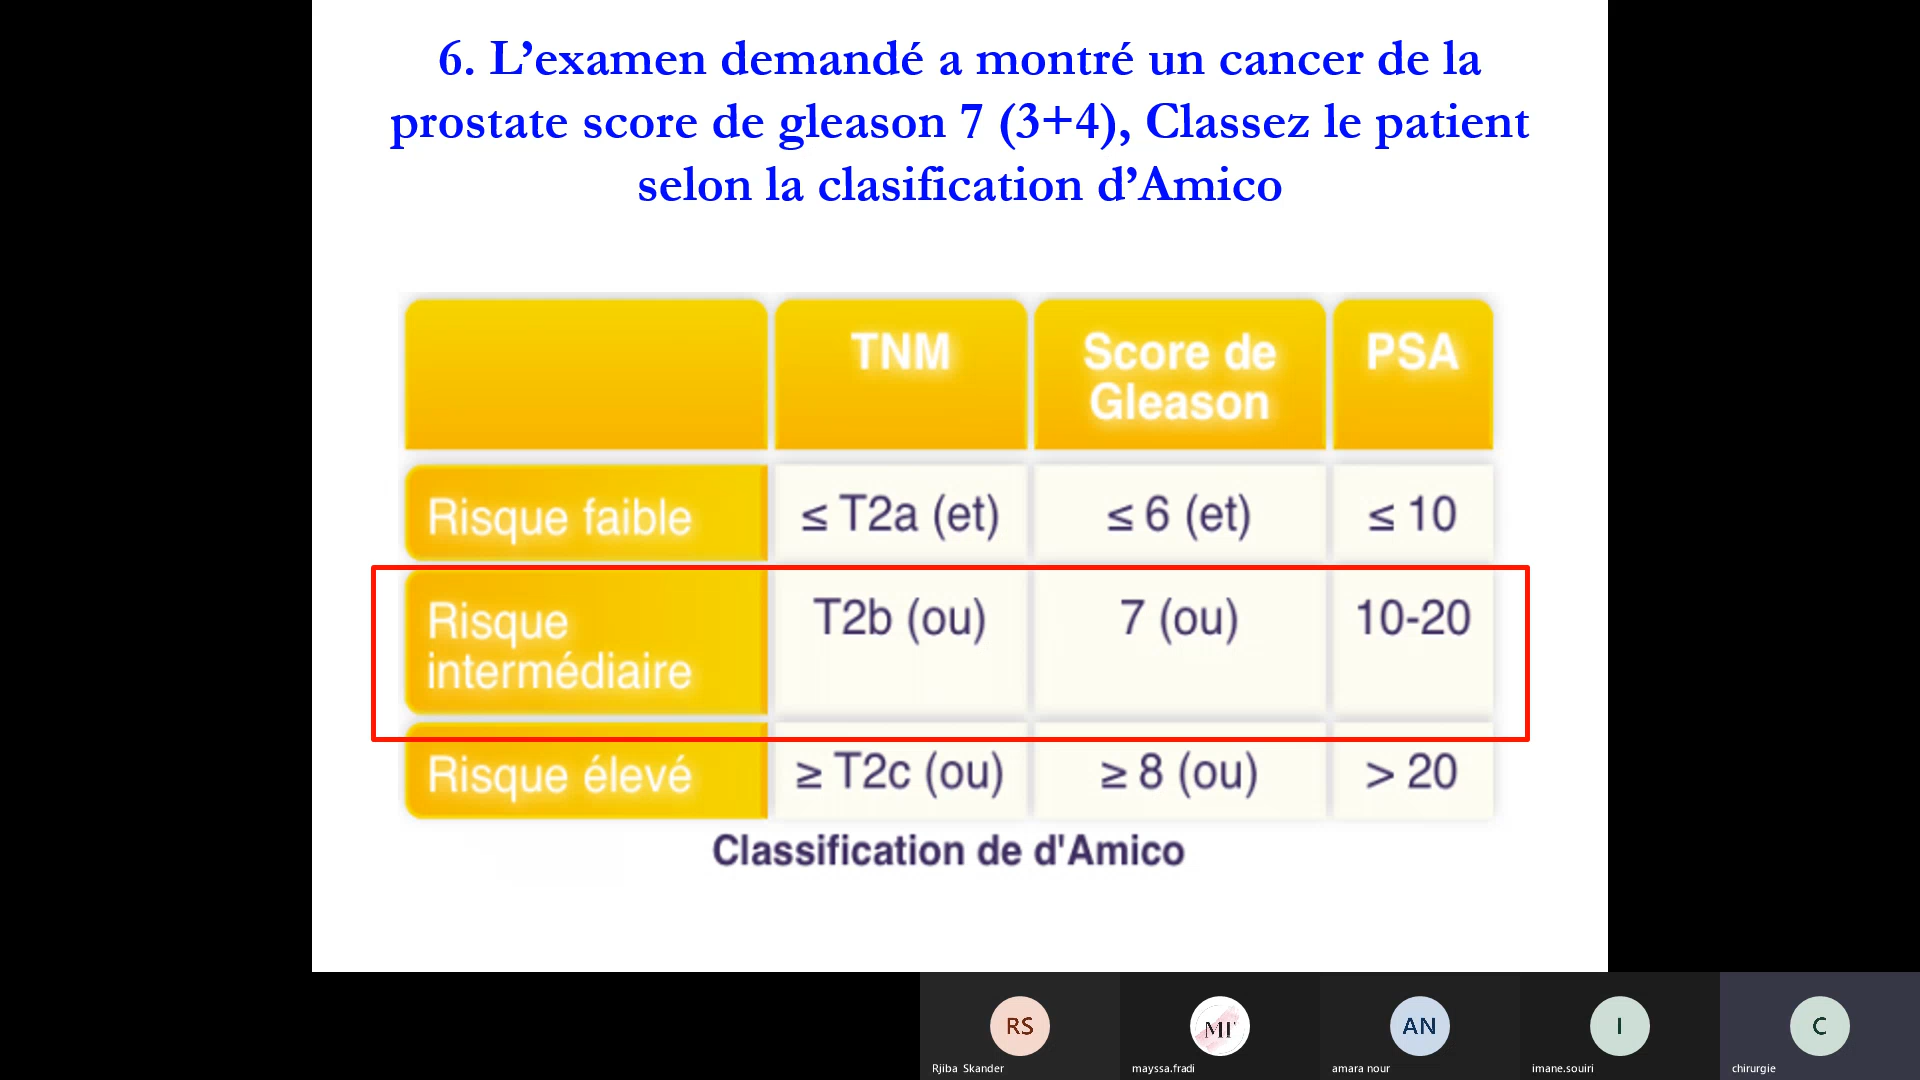 6. L’examen demandé a montré un cancer de la
prostate score de gleason 7 (3+4), Classez le patient
selon la clasification d’Amico
TNM
Score de
Gleason
PSA
Risque faible
≤ T2a (et)
≤ 6 (et)
≤ 10
Risque
intermédiaire
T2b (ou)
7 (ou)
10-20
Risque élevé
≥ T2c (ou)
≥ 8 (ou)
> 20
Classification de d'Amico
RS
MF
AN
I
C
Rjiba Skander
mayssa.fradi
amara nour
imane.souiri
chirurgie